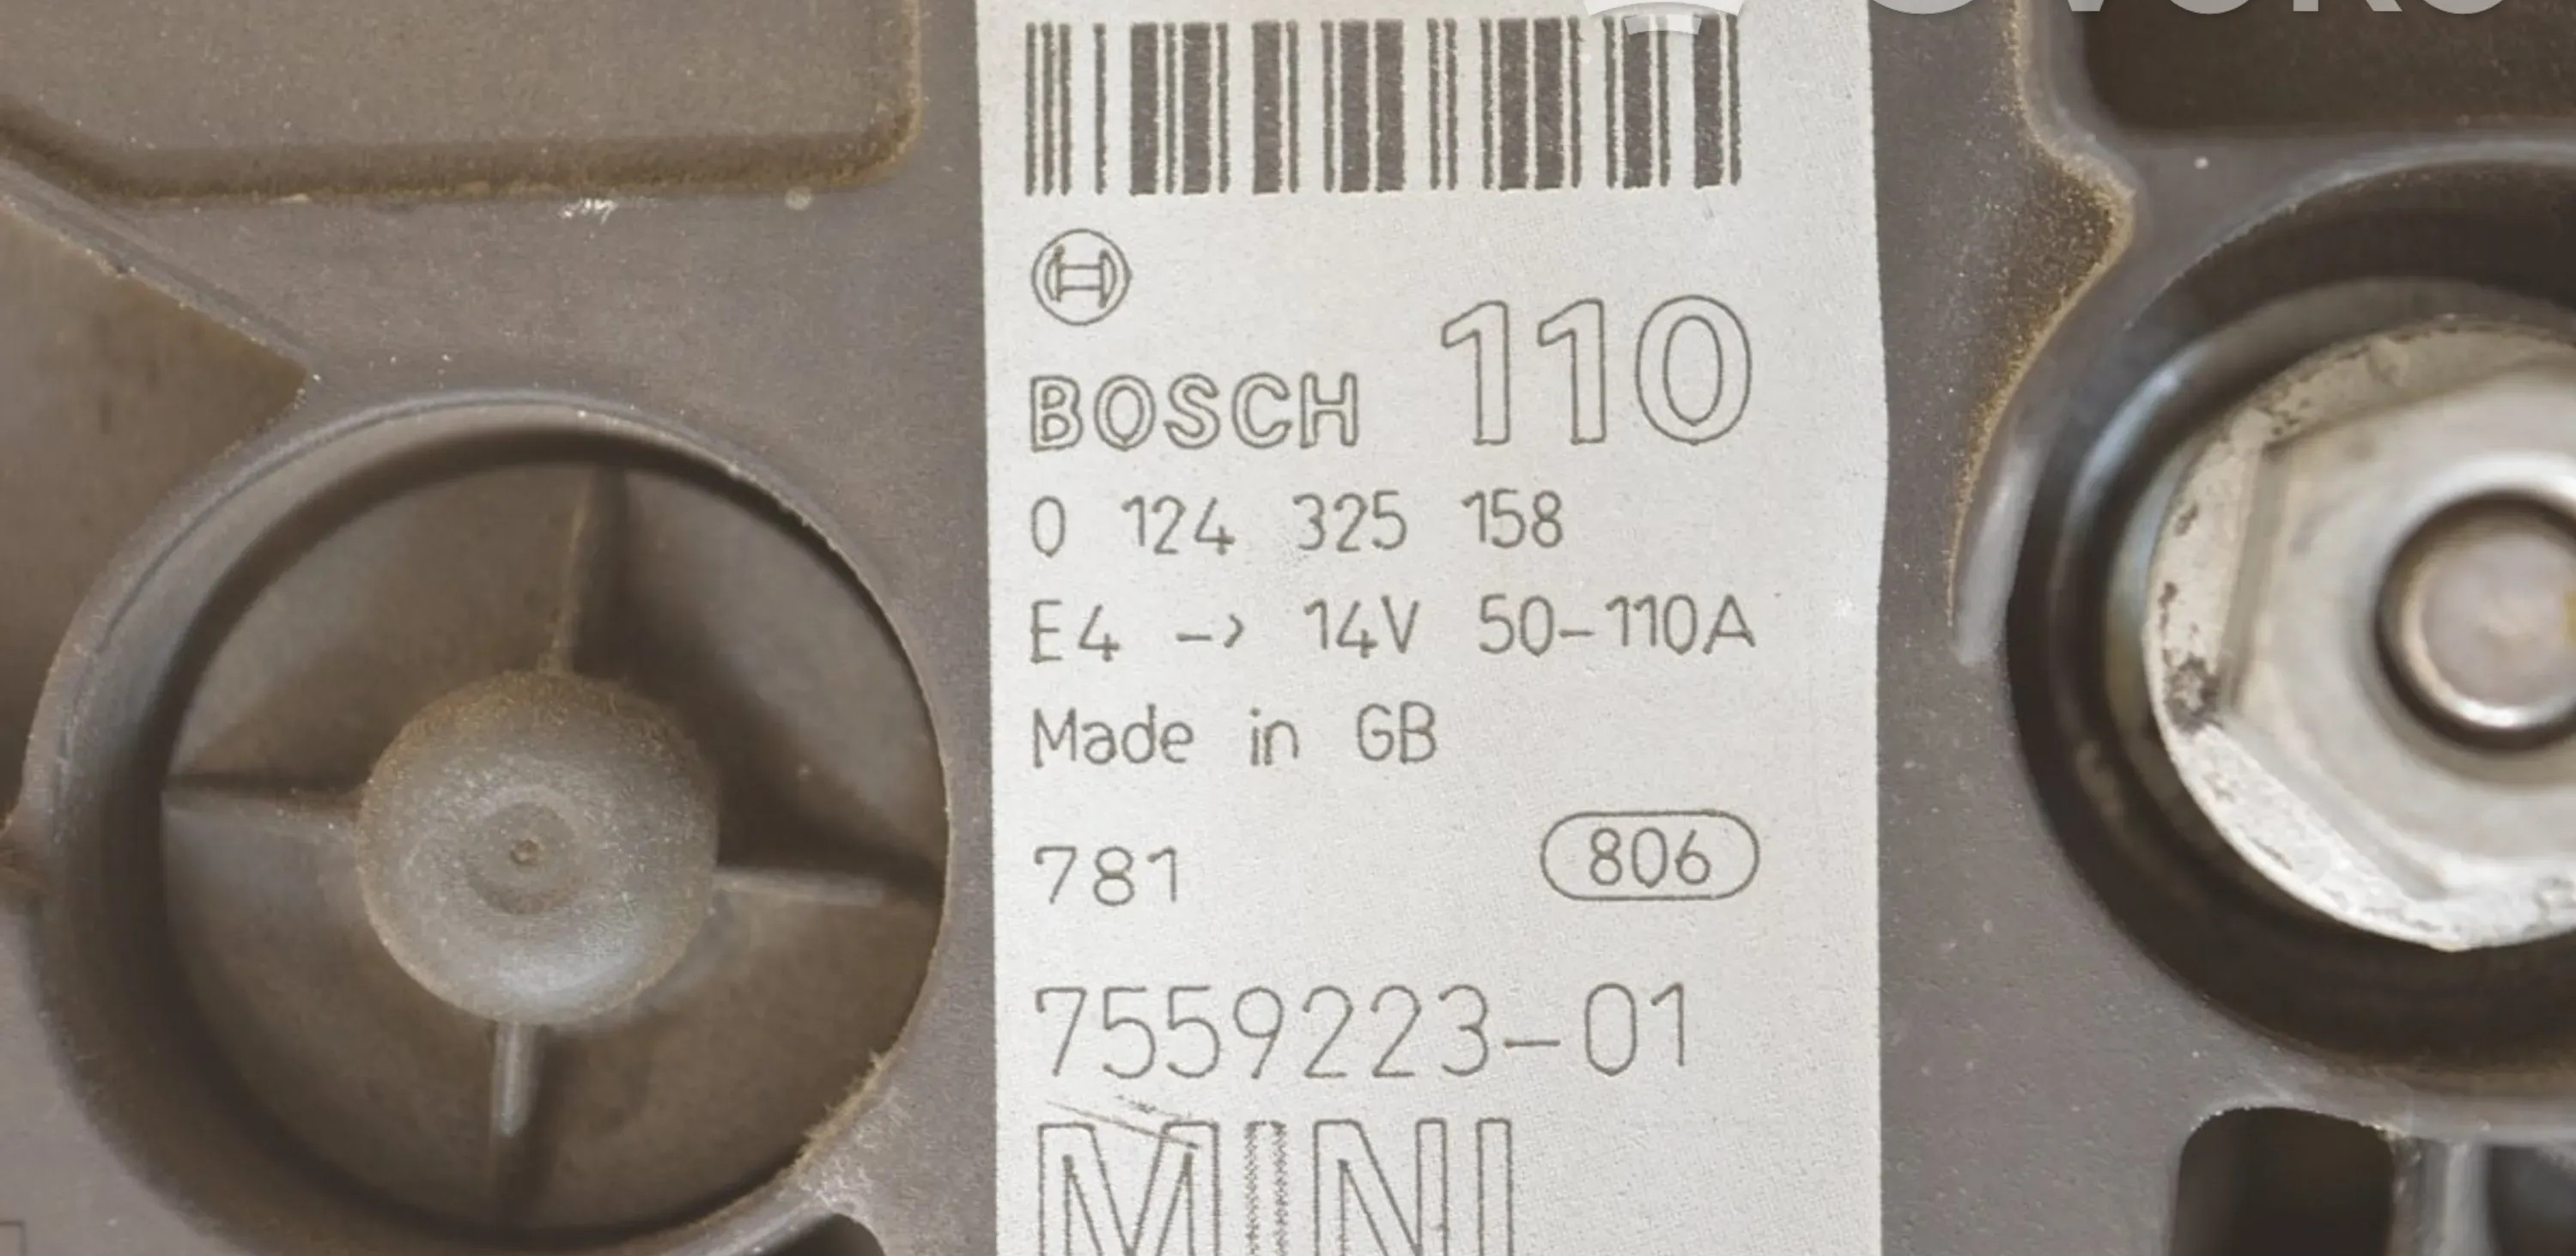 BOSCH 110
0 124 325 158
E4 -> 14V 50-110A
Made in GB
781 806
7559223-01
MINI